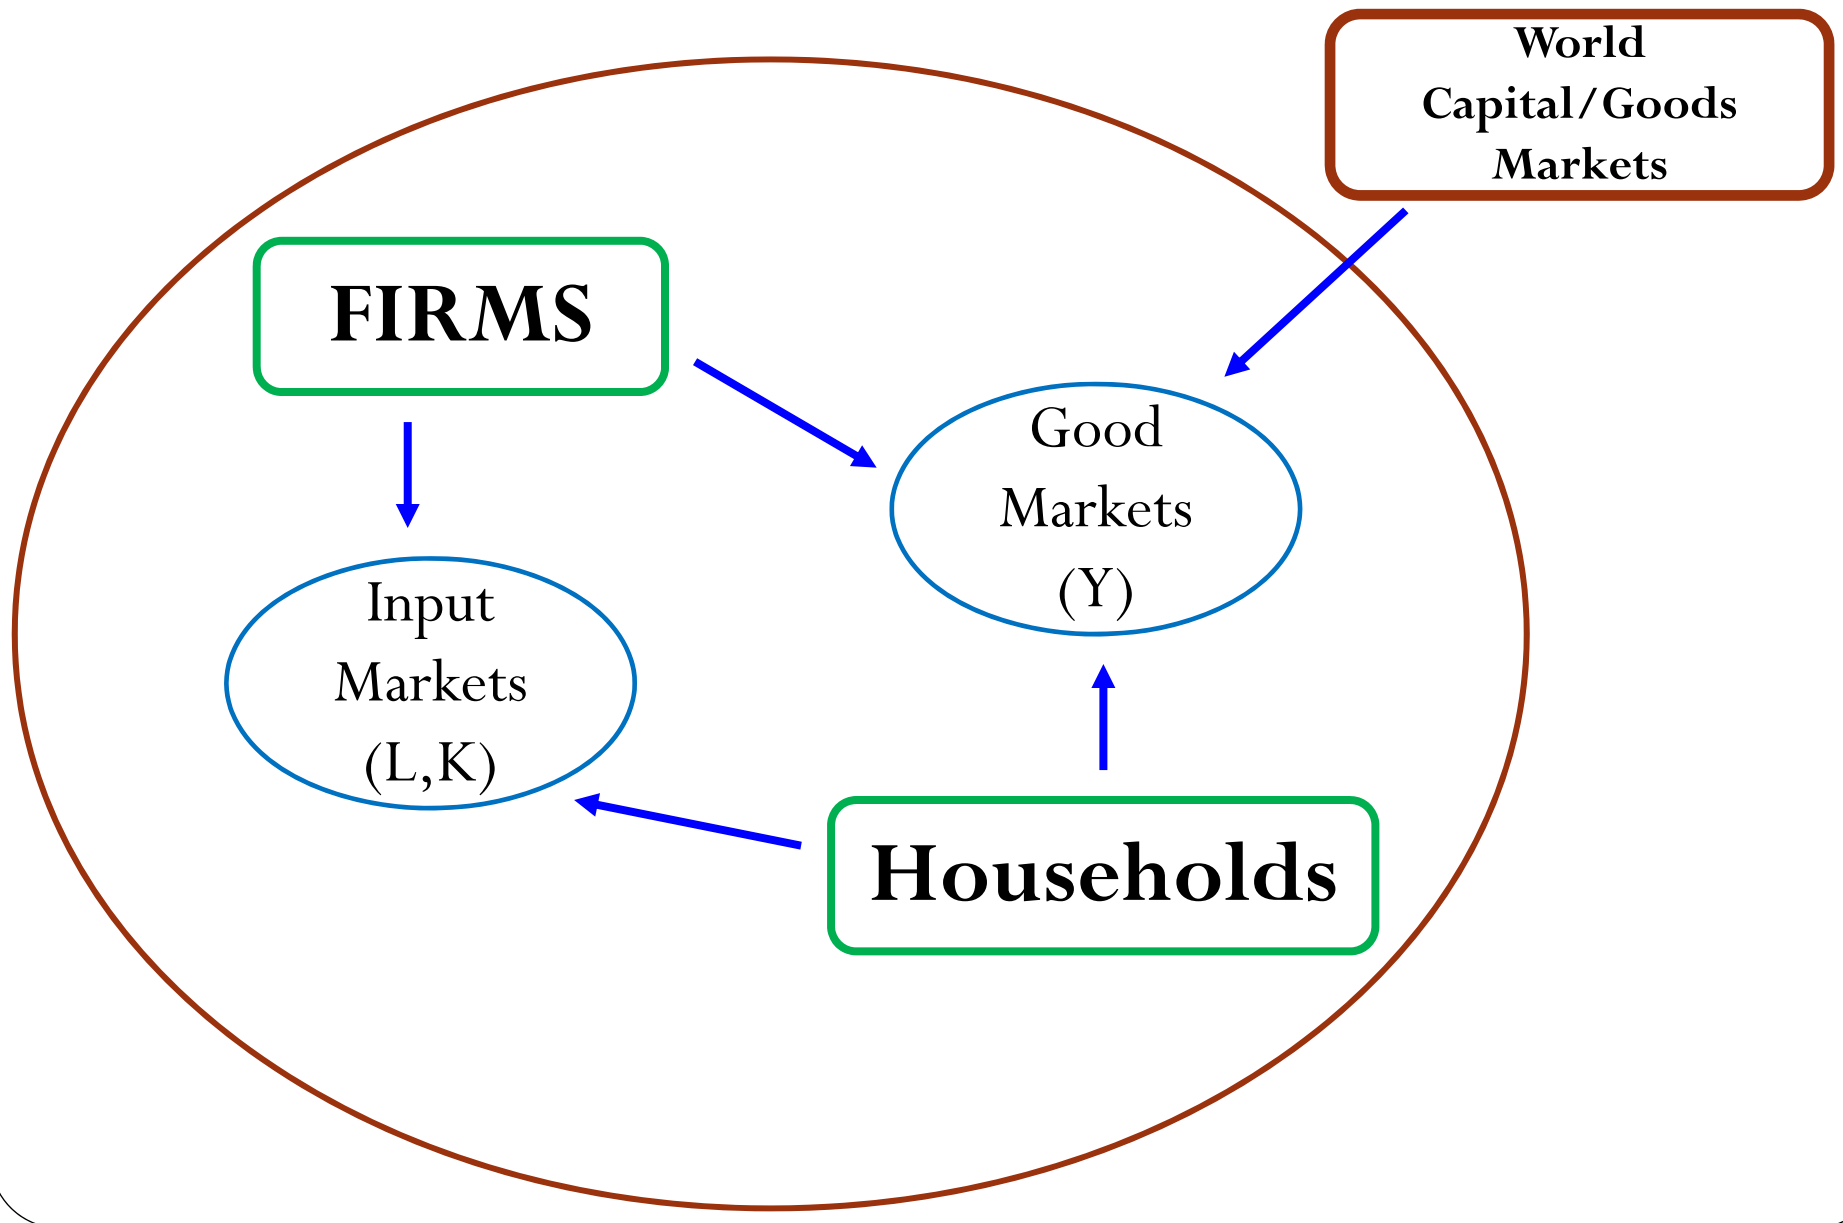 World
Capital/Goods
Markets
FIRMS
Good
Markets
(Y)
Input
Markets
(L,K)
Households